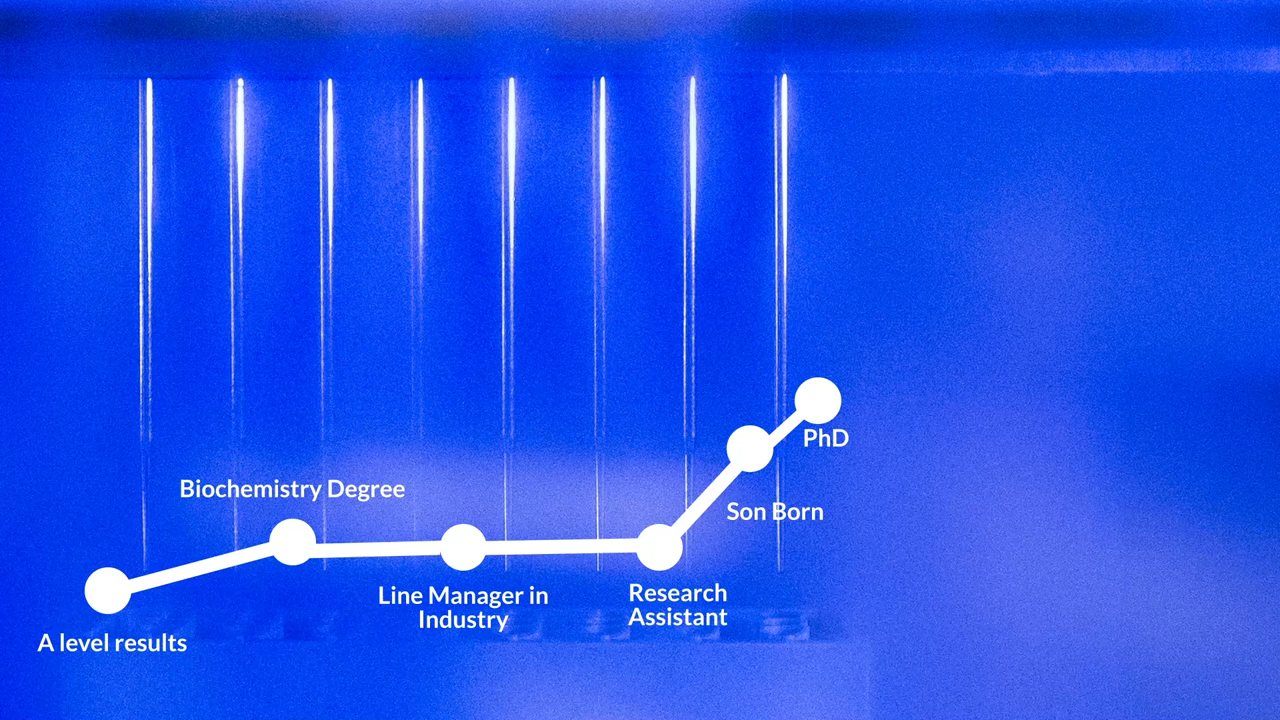 A level results
Biochemistry Degree
Line Manager in
Industry
Research
Assistant
Son Born
PhD